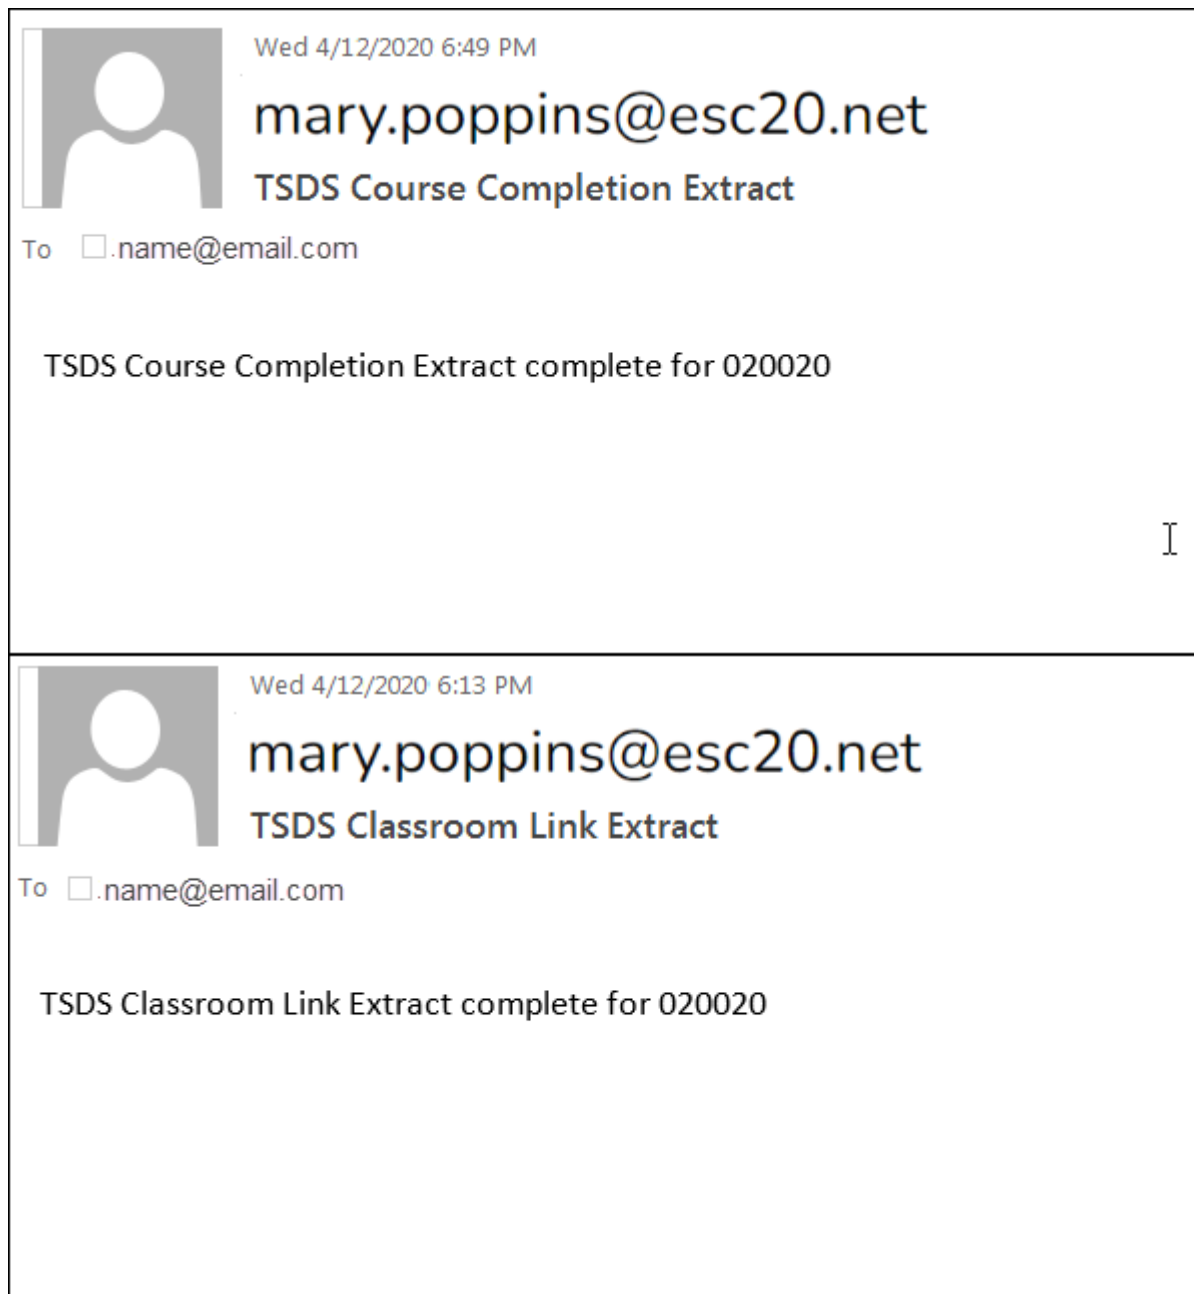 Wed 4/12/2020 6:49 PM
mary.poppins@esc20.net
TSDS Course Completion Extract
To .name@email.com
TSDS Course Completion Extract complete for 020020
Wed 4/12/2020 6:13 PM
mary.poppins@esc20.net
TSDS Classroom Link Extract
To .name@email.com
TSDS Classroom Link Extract complete for 020020